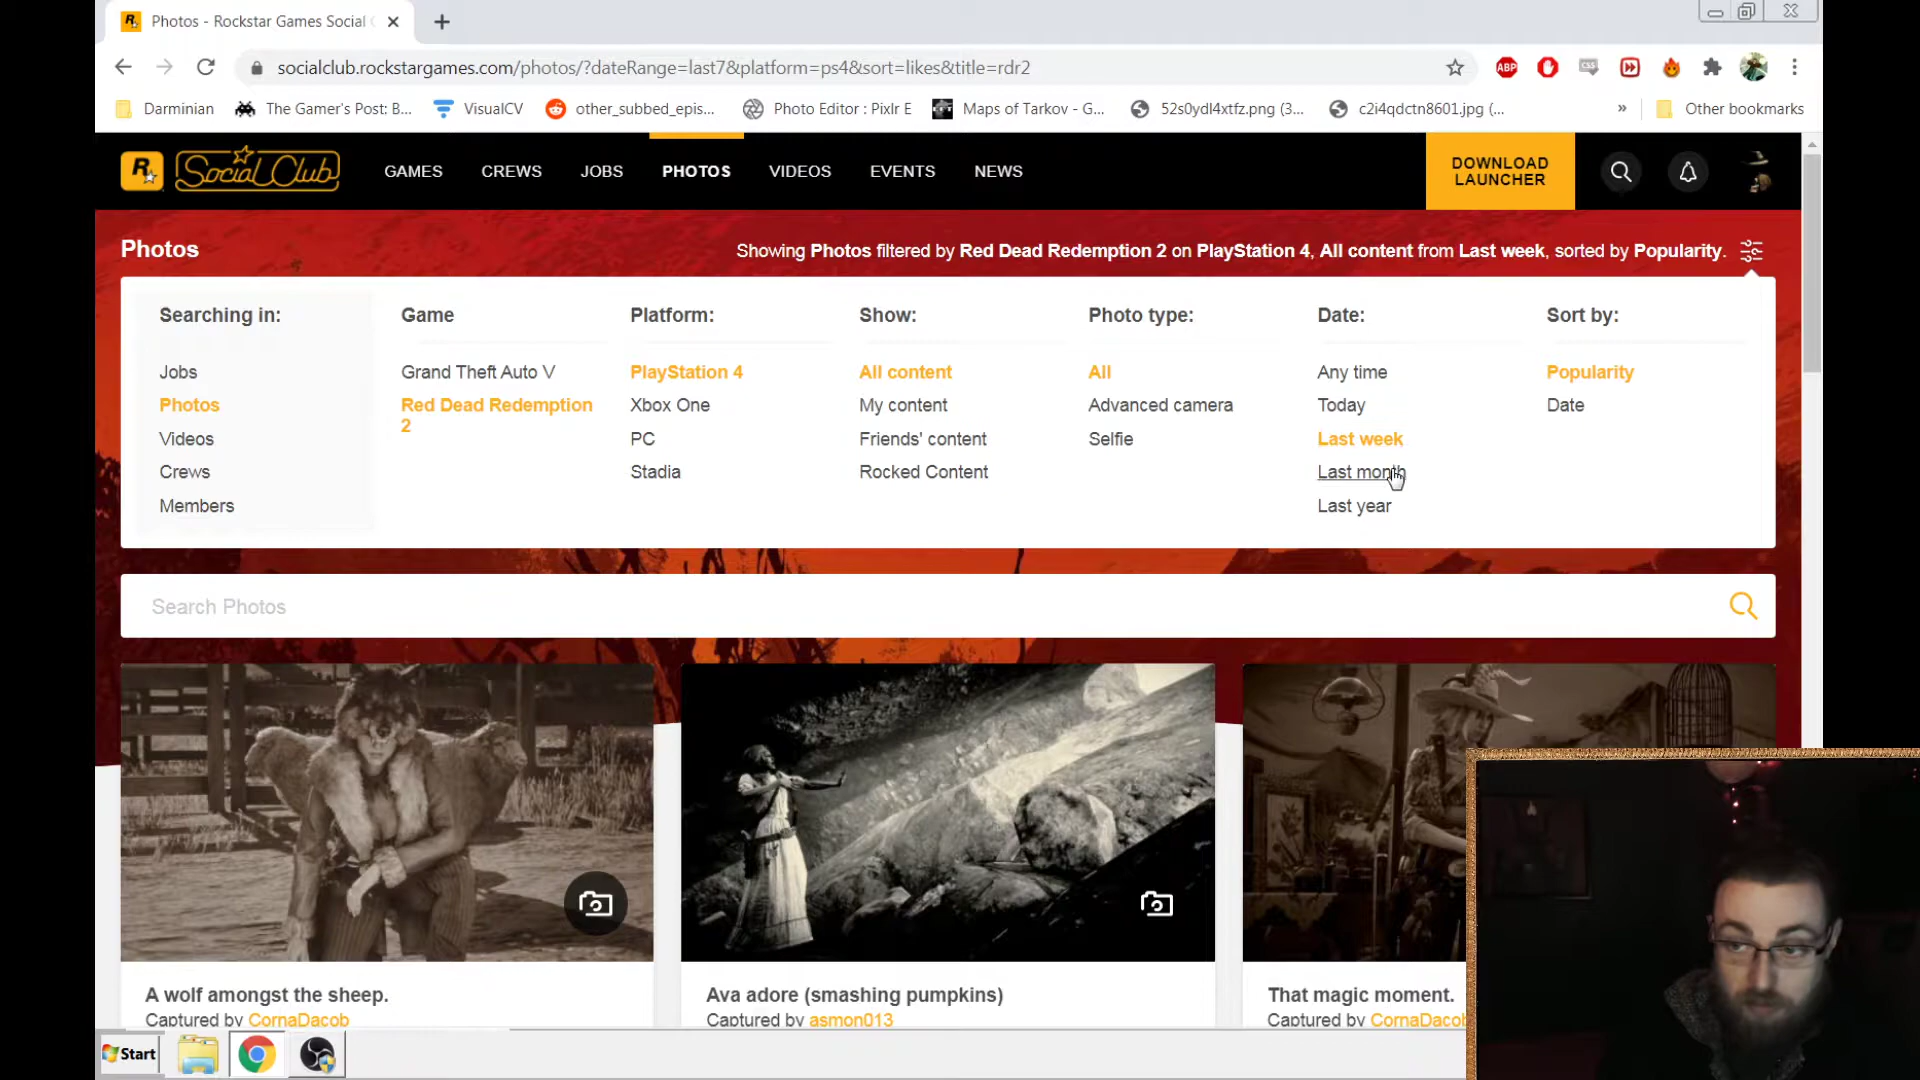 Photos - Rockstar Games Social
socialclub.rockstargames.com/photos/?dateRange=last7&platform=ps4&sort=likes&title=rdr2
ABP
CSS
Darminian
The Gamer's Post: B...
VisualCV
other_subbed_epis...
Photo Editor : Pixlr E
Maps of Tarkov - G...
52s0ydl4xtfz.png (3...
c2i4qdctn8601.jpg (...
»
Other bookmarks
R
Social Club
GAMES
CREWS
JOBS
PHOTOS
VIDEOS
EVENTS
NEWS
DOWNLOAD
LAUNCHER
Photos
Showing Photos filtered by Red Dead Redemption 2 on PlayStation 4, All content from Last week, sorted by Popularity.
Searching in:
Jobs
Photos
Videos
Crews
Members
Game
Grand Theft Auto V
Red Dead Redemption
2
Platform:
PlayStation 4
Xbox One
PC
Stadia
Show:
All content
My content
Friends' content
Rocked Content
Photo type:
All
Advanced camera
Selfie
Date:
Any time
Today
Last week
Last month
Last year
Sort by:
Popularity
Date
Search Photos
A wolf amongst the sheep.
Captured by CornaDacob
Ava adore (smashing pumpkins)
Captured by asmon013
That magic moment.
Captured by CornaDacob
Start